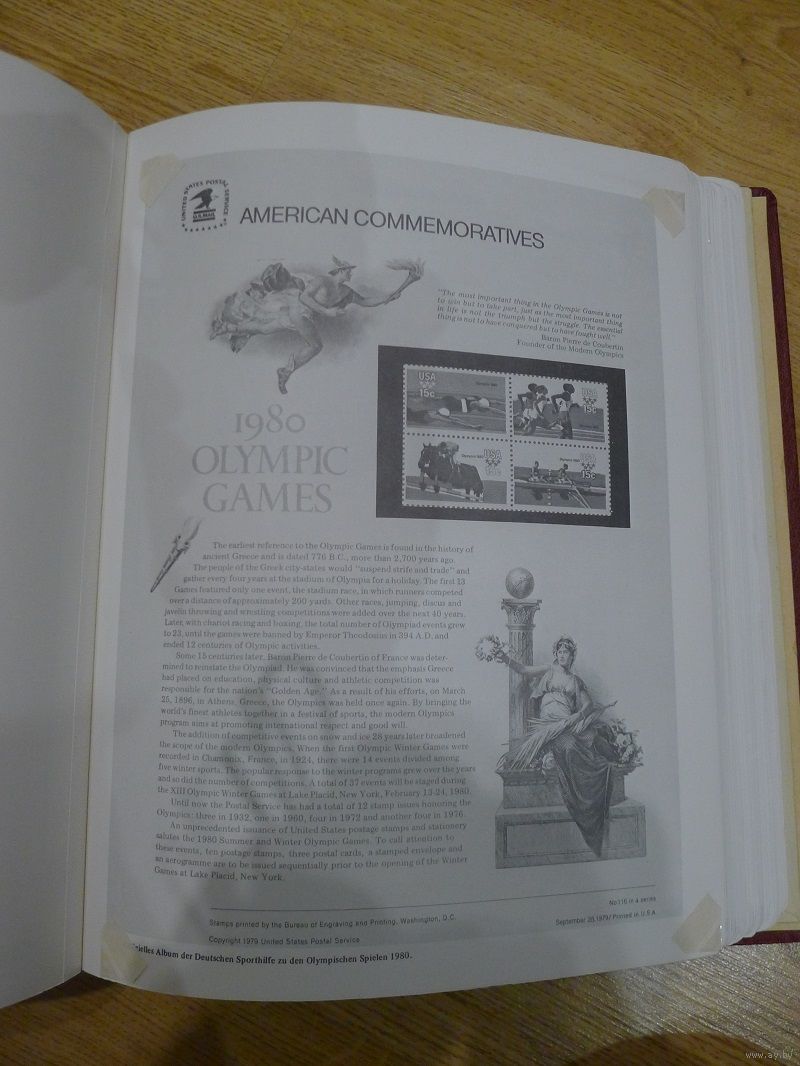 UNITED STATES POSTAL SERVICE
U.S.MAIL
AMERICAN COMMEMORATIVES
"The most important thing in the Olympic Games is not
to win but to take part, just as the most important thing
in life is not the triumph but the struggle. The essential
thing is not to have conquered but to have fought well."
Baron Pierre de Coubertin
Founder of the Modern Olympics
USA
15c
Olympics 1980
USA
15c
USA
Olympics 1980
USA
15c
1980
OLYMPIC
GAMES
The earliest reference to the Olympic Games is found in the history of
ancient Greece and is dated 776 B.C., more than 2,700 years ago.
The people of the Greek city-states would "suspend strife and trade" and
gather every four years at the stadium of Olympia for a holiday. The first 13
Games featured only one event, the stadium race, in which runners competed
over a distance of approximately 200 yards. Other races, jumping, discus and
javelin throwing and wrestling competitions were added over the next 40 years.
Later, with chariot racing and boxing, the total number of Olympiad events grew
to 23, until the games were banned by Emperor Theodosius in 394 A.D. and
ended 12 centuries of Olympic activities.
Some 15 centuries later, Baron Pierre de Coubertin of France was deter-
mined to reinstate the Olympiad. He was convinced that the emphasis Greece
had placed on education, physical culture and athletic competition was
responsible for the nation's "Golden Age." As a result of his efforts, on March
25, 1896, in Athens, Greece, the Olympics was held once again. By bringing the
world's finest athletes together in a festival of sports, the modern Olympics
program aims at promoting international respect and good will.
The addition of competitive events on snow and ice 28 years later broadened
the scope of the modern Olympics. When the first Olympic Winter Games were
recorded in Chamonix, France, in 1924, there were 14 events divided among
five winter sports. The popular response to the winter programs grew over the years
and so did the number of competitions. A total of 37 events will be staged during
the XIII Olympic Winter Games at Lake Placid, New York, February 13-24, 1980.
Until now the Postal Service has had a total of 12 stamp issues honoring the
Olympics: three in 1932, one in 1960, four in 1972 and another four in 1976.
An unprecedented issuance of United States postage stamps and stationery
salutes the 1980 Summer and Winter Olympic Games. To call attention to
these events, ten postage stamps, three postal cards, a stamped envelope and
an aerogramme are to be issued sequentially prior to the opening of the Winter
Games at Lake Placid, New York.
No 116 in a series
Stamps printed by the Bureau of Engraving and Printing, Washington, D.C.
September 28, 1979/Printed in U.S.A
Copyright 1979 United States Postal Service
ielles Album der Deutschen Sporthilfe zu den Olympischen Spielen 1980.
www.ay.by